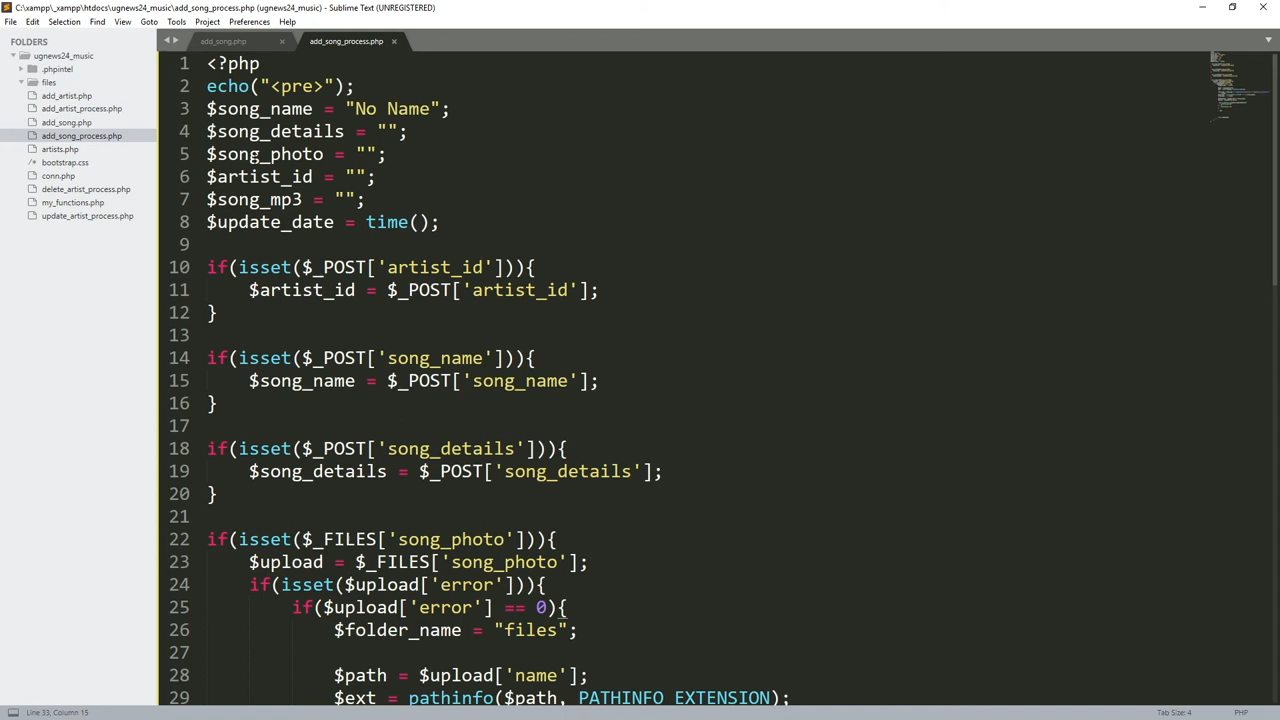 C:\xampp\_xampp\htdocs\ugnews24_music\add_song_process.php (ugnews24_music) - Sublime Text (UNREGISTERED)
File Edit Selection Find View Goto Tools Project Preferences Help
FOLDERS
ugnews24_music
.phpintel
files
add_artist.php
add_artist_process.php
add_song.php
add_song_process.php
artists.php
bootstrap.css
conn.php
delete_artist_process.php
my_functions.php
update_artist_process.php
add_song.php
add_song_process.php
1 <?php
2 echo("<pre>");
3 $song_name = "No Name";
4 $song_details = "";
5 $song_photo = "";
6 $artist_id = "";
7 $song_mp3 = "";
8 $update_date = time();
9
10 if(isset($_POST['artist_id'])){
11 $artist_id = $_POST['artist_id'];
12 }
13
14 if(isset($_POST['song_name'])){
15 $song_name = $_POST['song_name'];
16 }
17
18 if(isset($_POST['song_details'])){
19 $song_details = $_POST['song_details'];
20 }
21
22 if(isset($_FILES['song_photo'])){
23 $upload = $_FILES['song_photo'];
24 if(isset($upload['error'])){
25 if($upload['error'] == 0){
26 $folder_name = "files";
27
28 $path = $upload['name'];
29 $ext = pathinfo($path, PATHINFO_EXTENSION);
Line 33, Column 15
Tab Size: 4
PHP